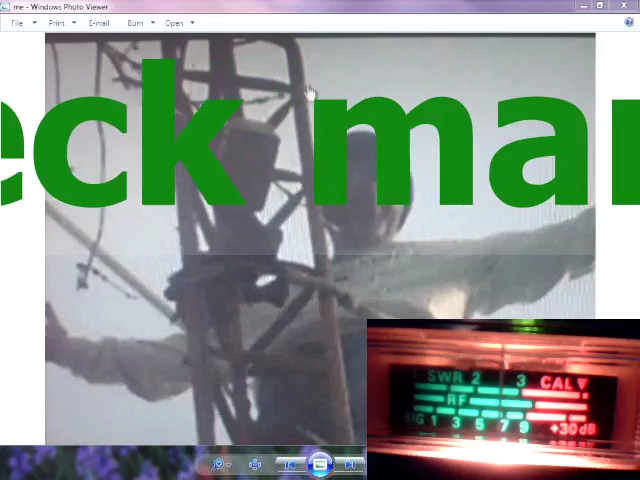 me - Windows Photo Viewer
File Print E-mail Burn Open
eck mar
SWR 2 3 CAL
RF
SIG 1 3 5 7 9 +30dB